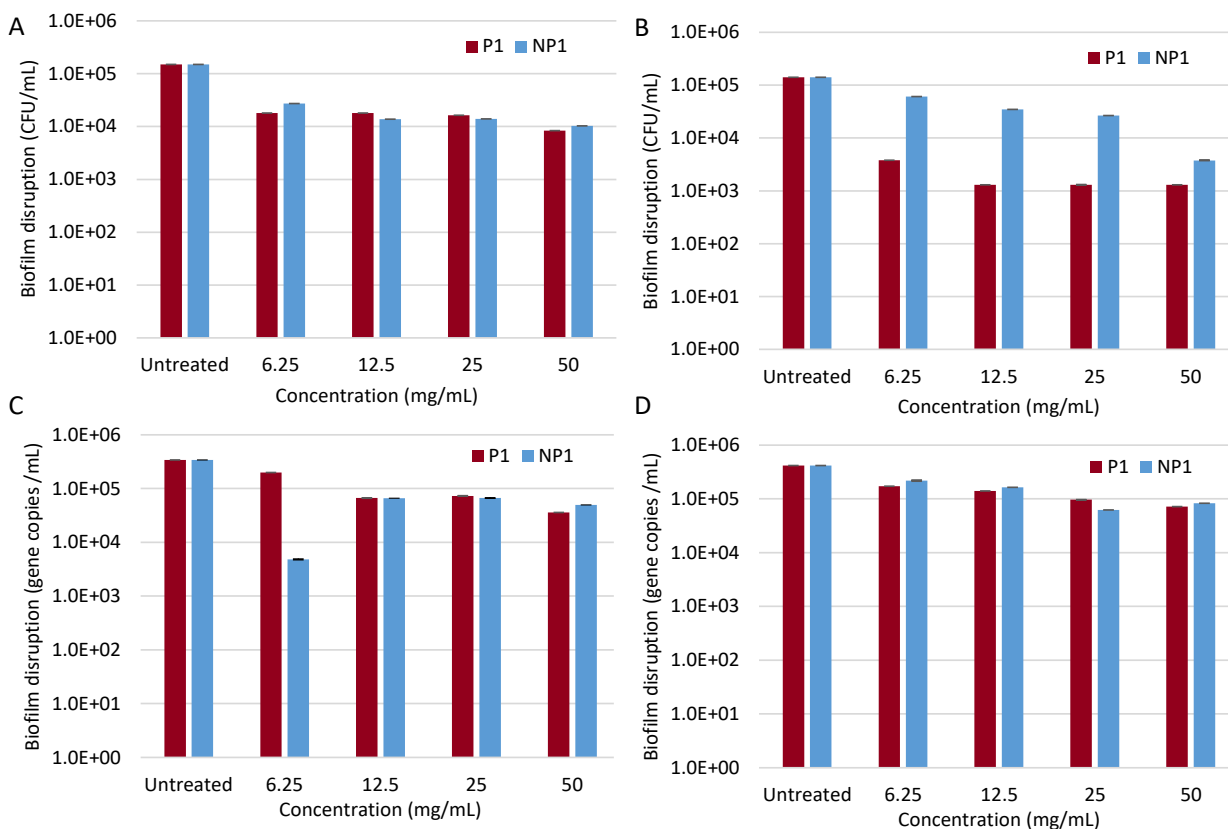 A
Biofilm disruption (CFU/mL)
1.0E+06
1.0E+05
1.0E+04
1.0E+03
1.0E+02
1.0E+01
1.0E+00
P1 NP1
Untreated 6.25 12.5 25 50
Concentration (mg/mL)
B
Biofilm disruption (CFU/mL)
1.0E+06
1.0E+05
1.0E+04
1.0E+03
1.0E+02
1.0E+01
1.0E+00
P1 NP1
Untreated 6.25 12.5 25 50
Concentration (mg/mL)
C
Biofilm disruption (gene copies /mL)
1.0E+06
1.0E+05
1.0E+04
1.0E+03
1.0E+02
1.0E+01
1.0E+00
P1 NP1
Untreated 6.25 12.5 25 50
Concentration (mg/mL)
D
Biofilm disruption (gene copies /mL)
1.0E+06
1.0E+05
1.0E+04
1.0E+03
1.0E+02
1.0E+01
1.0E+00
P1 NP1
Untreated 6.25 12.5 25 50
Concentration (mg/mL)